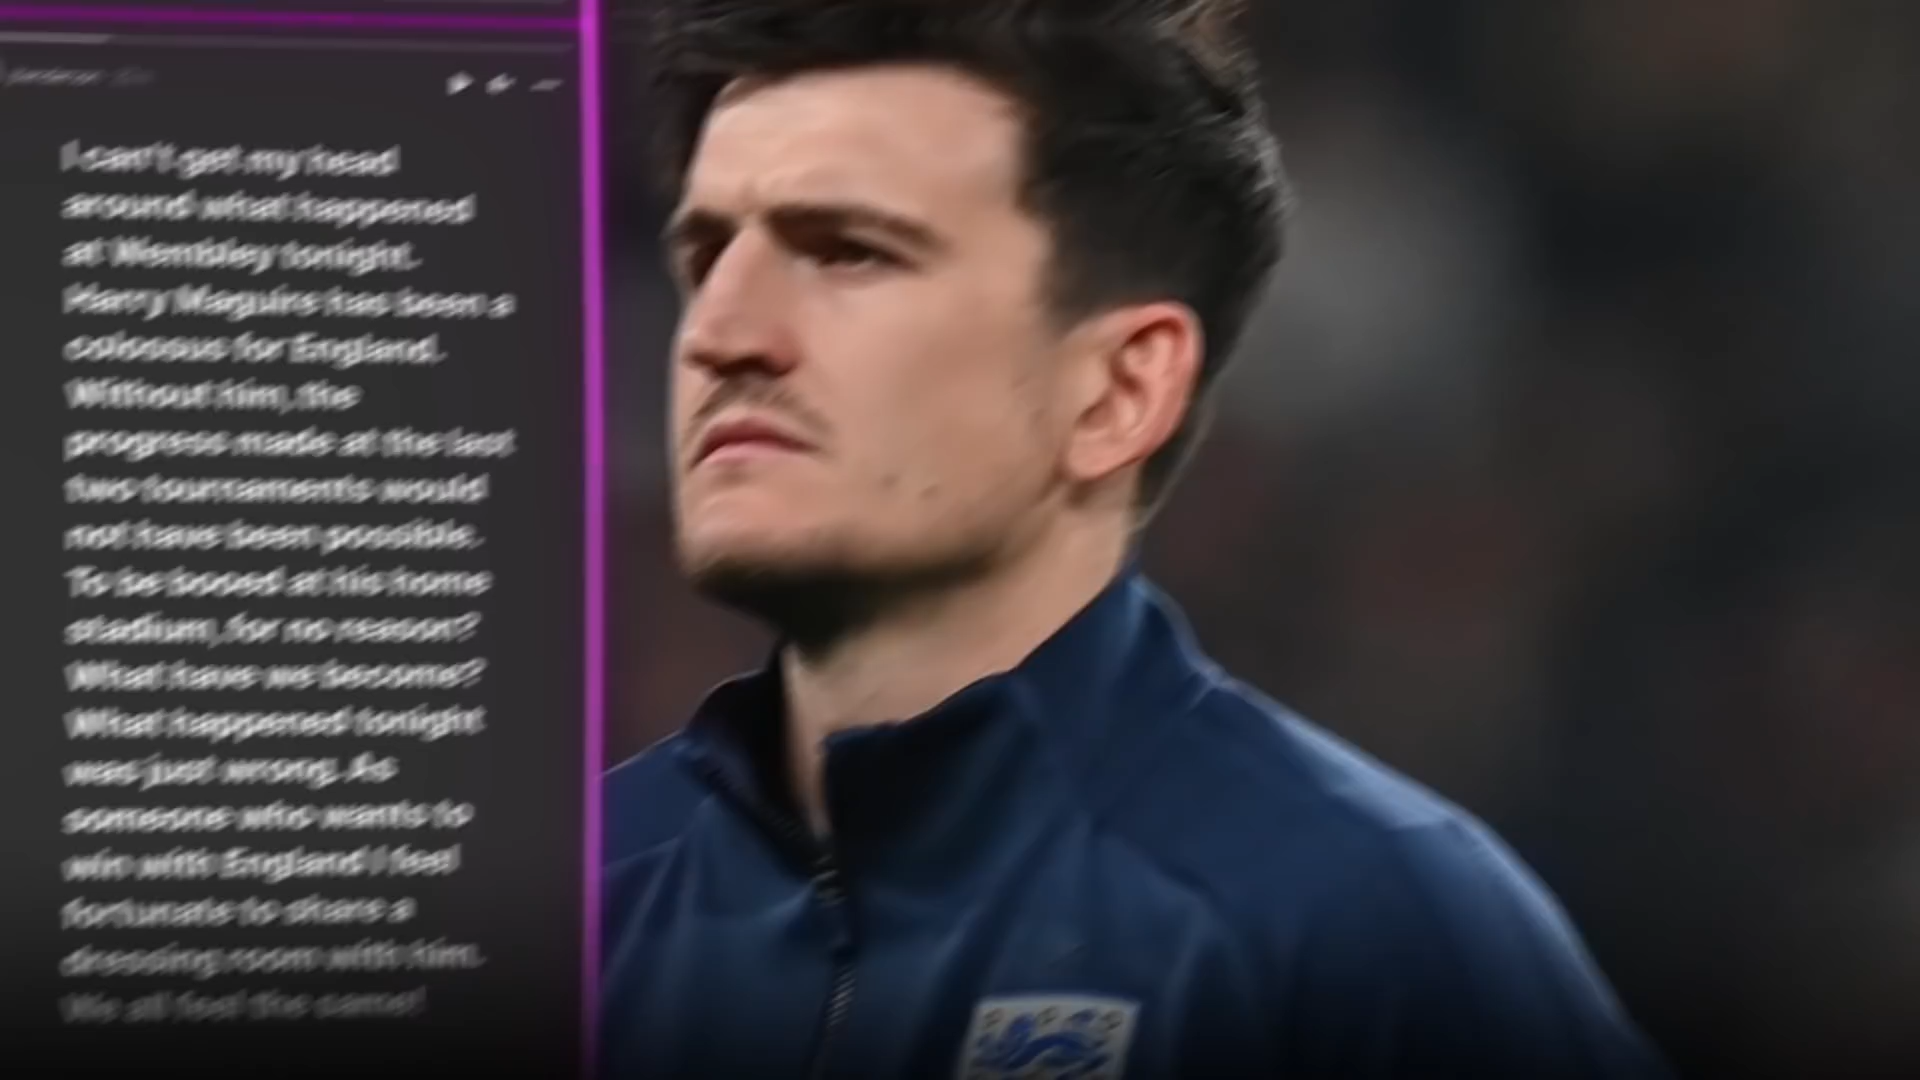 I can't get my head
around what happened
at Wembley tonight.
Harry Maguire has been a
colossus for England.
Without him, the
progress made at the last
two tournaments would
not have been possible.
To be booed at his home
stadium, for no reason?
What have we become?
What happened tonight
was just wrong. As
someone who wants to
win with England I feel
fortunate to share a
dressing room with him.
We all feel the same!